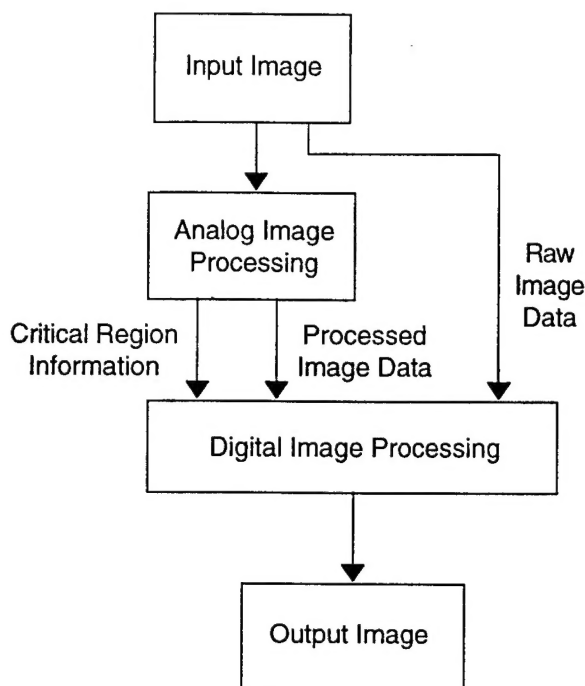 Input Image
Analog Image
Processing
Raw
Image
Data
Critical Region
Information
Processed
Image Data
Digital Image Processing
Output Image